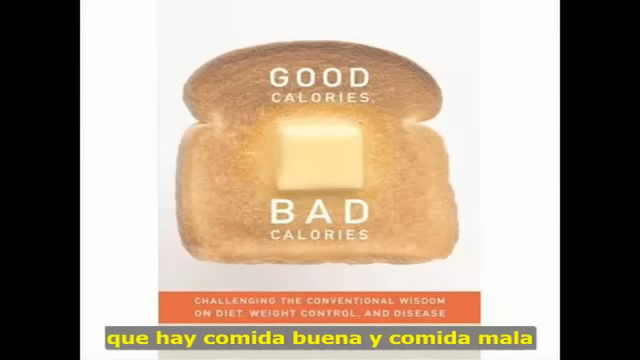 GOOD
CALORIES,
BAD
CALORIES
CHALLENGING THE CONVENTIONAL WISDOM
ON DIET, WEIGHT CONTROL, AND DISEASE
que hay comida buena y comida mala